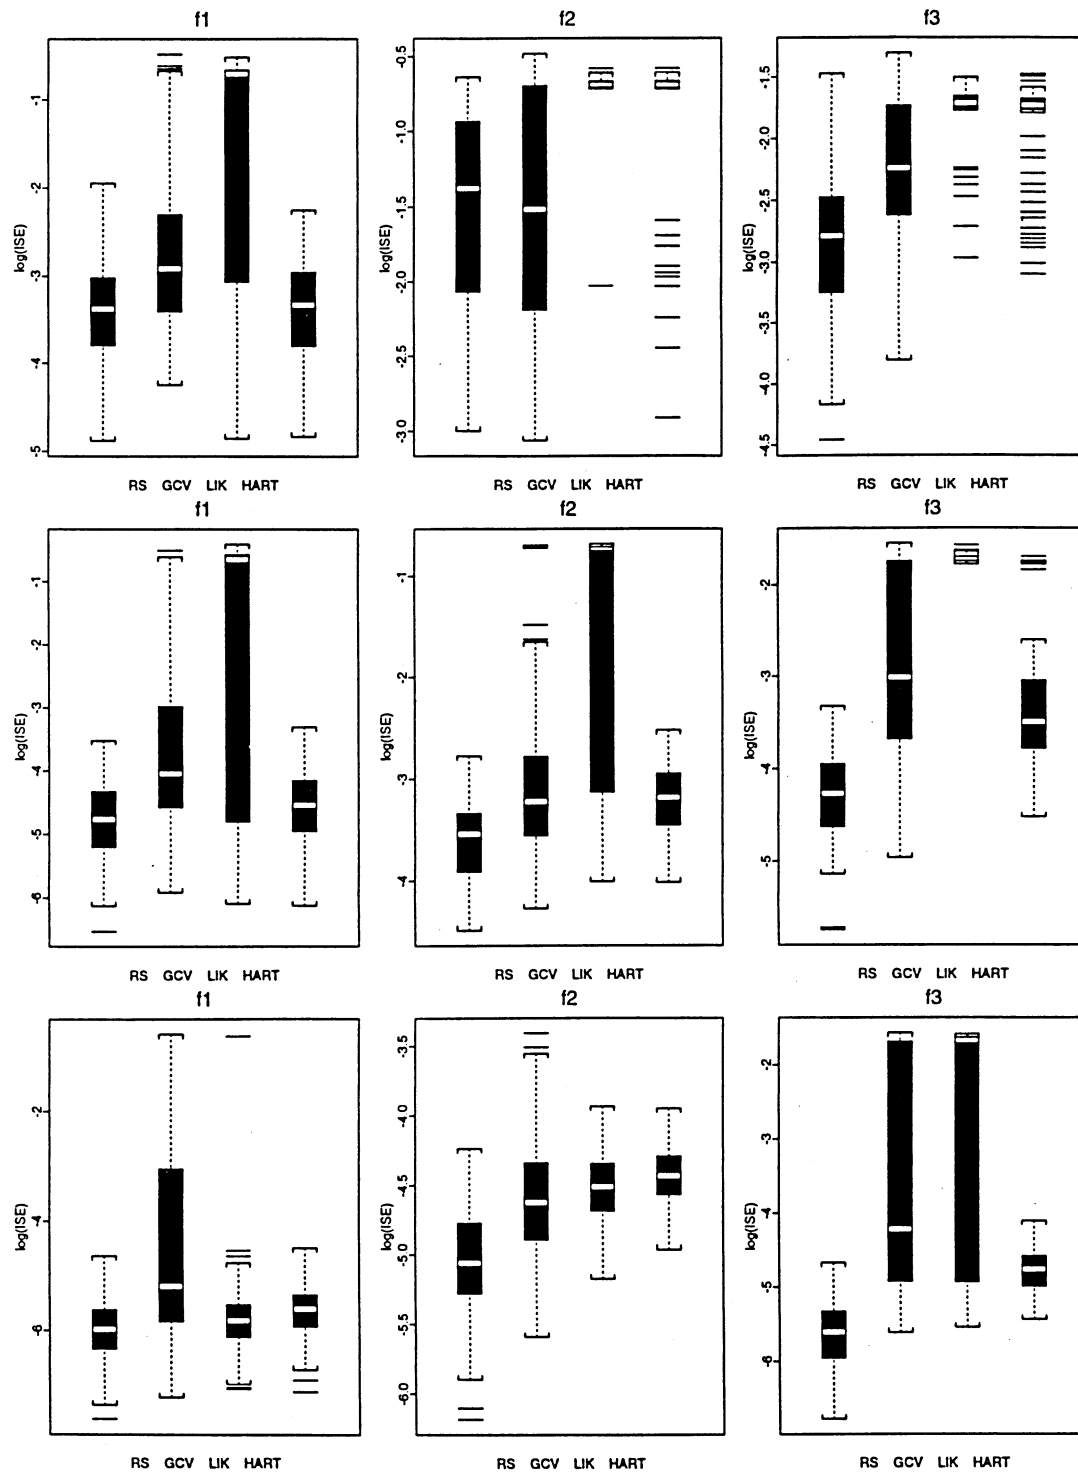 f1
f2
f3
log(ISE)
-1
-2
-3
-4
-5
log(ISE)
-0.5
-1.0
-1.5
-2.0
-2.5
-3.0
log(ISE)
-1.5
-2.0
-2.5
-3.0
-3.5
-4.0
-4.5
RS GCV LIK HART
RS GCV LIK HART
RS GCV LIK HART
f1
f2
f3
log(ISE)
-1
-2
-3
-4
-5
-6
log(ISE)
-1
-2
-3
-4
log(ISE)
-2
-3
-4
-5
RS GCV LIK HART
RS GCV LIK HART
RS GCV LIK HART
f1
f2
f3
log(ISE)
-2
-4
-6
log(ISE)
-3.5
-4.0
-4.5
-5.0
-5.5
-6.0
log(ISE)
-2
-3
-4
-5
-6
RS GCV LIK HART
RS GCV LIK HART
RS GCV LIK HART